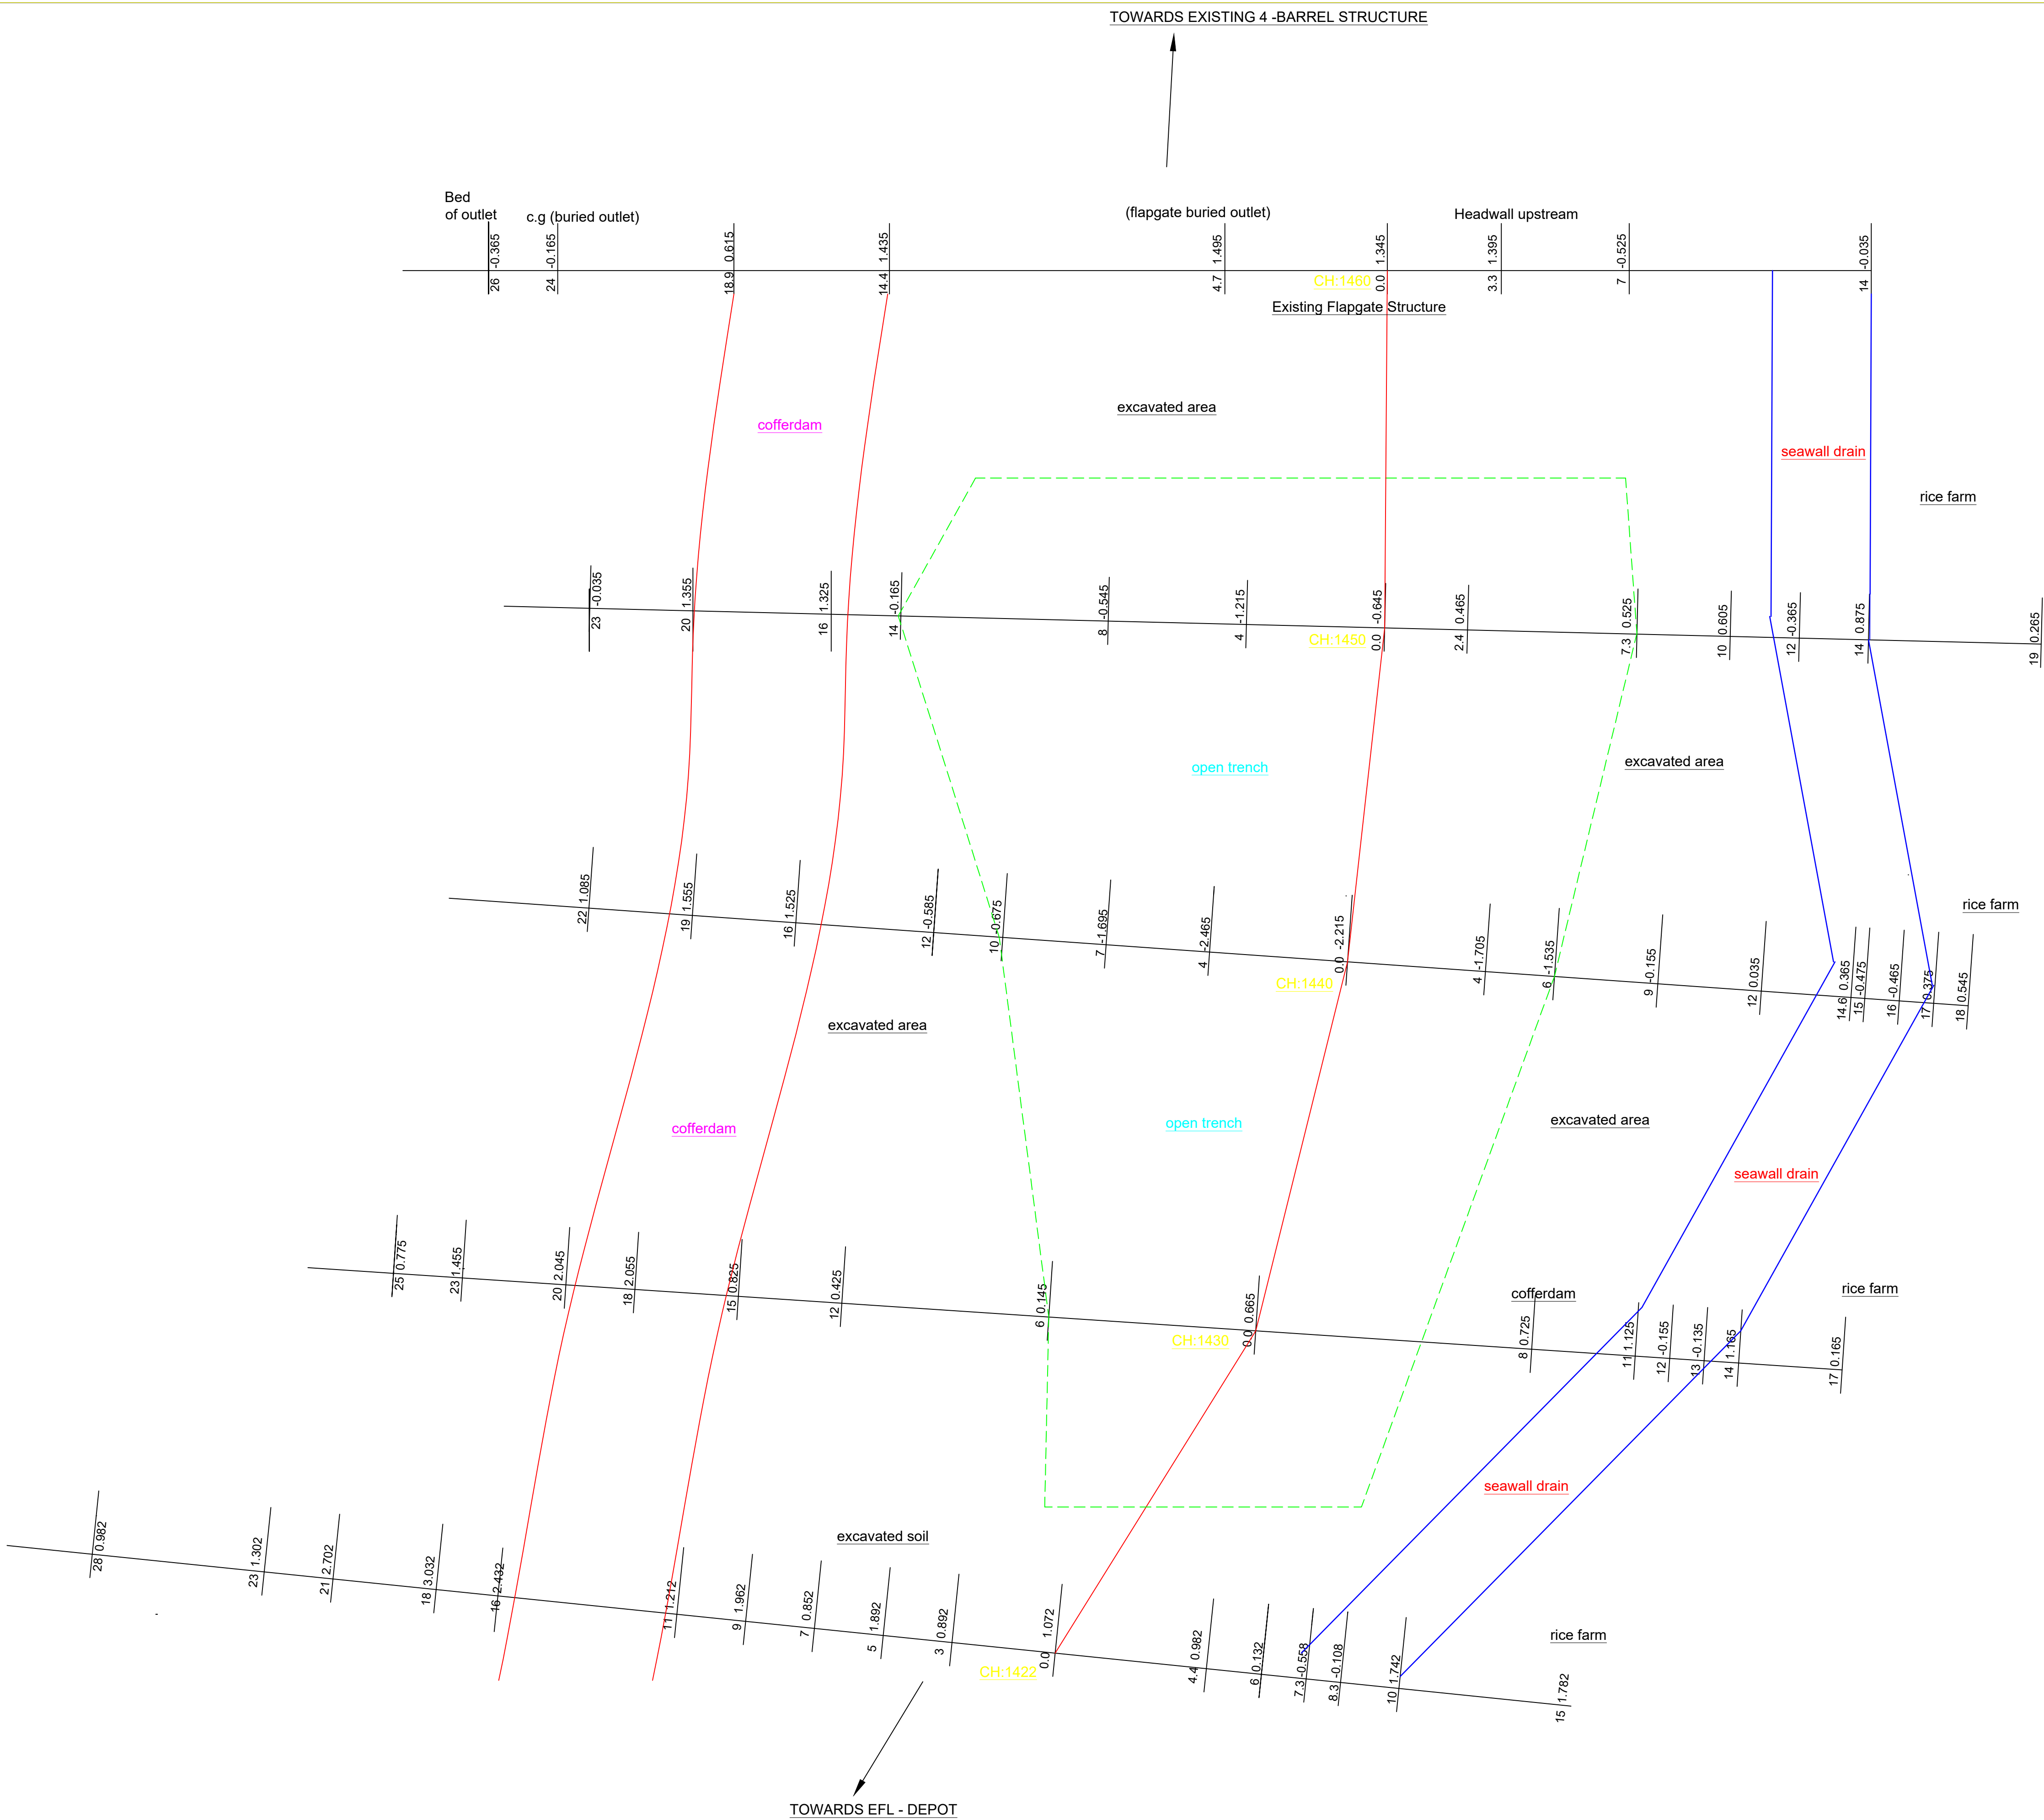 TOWARDS EXISTING 4 -BARREL STRUCTURE
Bed
of outlet
c.g (buried outlet)
(flapgate buried outlet)
Headwall upstream
26 -0.365
24 -0.165
18.9 0.615
14.4 1.435
4.7 1.495
0.0 1.345
3.3 1.395
7 -0.525
14 -0.035
CH:1460
Existing Flapgate Structure
excavated area
cofferdam
seawall drain
rice farm
23 -0.035
20 1.355
16 1.325
14 -0.165
8 -0.545
4 -1.215
0.0 -0.645
2.4 0.465
7.3 0.525
10 0.605
12 -0.365
14 0.875
19 0.265
CH:1450
open trench
excavated area
22 1.085
19 1.555
16 1.525
12 -0.585
10 -0.675
7 -1.695
4 -2.465
0.0 -2.215
4 -1.705
6 -1.535
9 -0.155
12 0.035
14.6 0.365
15 -0.475
16 -0.465
17 0.375
18 0.545
rice farm
CH:1440
excavated area
cofferdam
open trench
excavated area
seawall drain
25 0.775
23 1.455
20 2.045
18 2.055
15 0.825
12 0.425
6 0.145
0.0 0.665
8 0.725
11 1.125
12 -0.155
13 -0.135
14 1.165
17 0.165
cofferdam
rice farm
CH:1430
seawall drain
excavated soil
28 0.982
23 1.302
21 2.702
18 3.032
16 2.432
11 1.212
9 1.962
7 0.852
5 1.892
3 0.892
0.0 1.072
4.4 0.982
6 0.132
7.3 -0.558
8.3 -0.108
10 1.742
15 1.782
rice farm
CH:1422
TOWARDS EFL - DEPOT